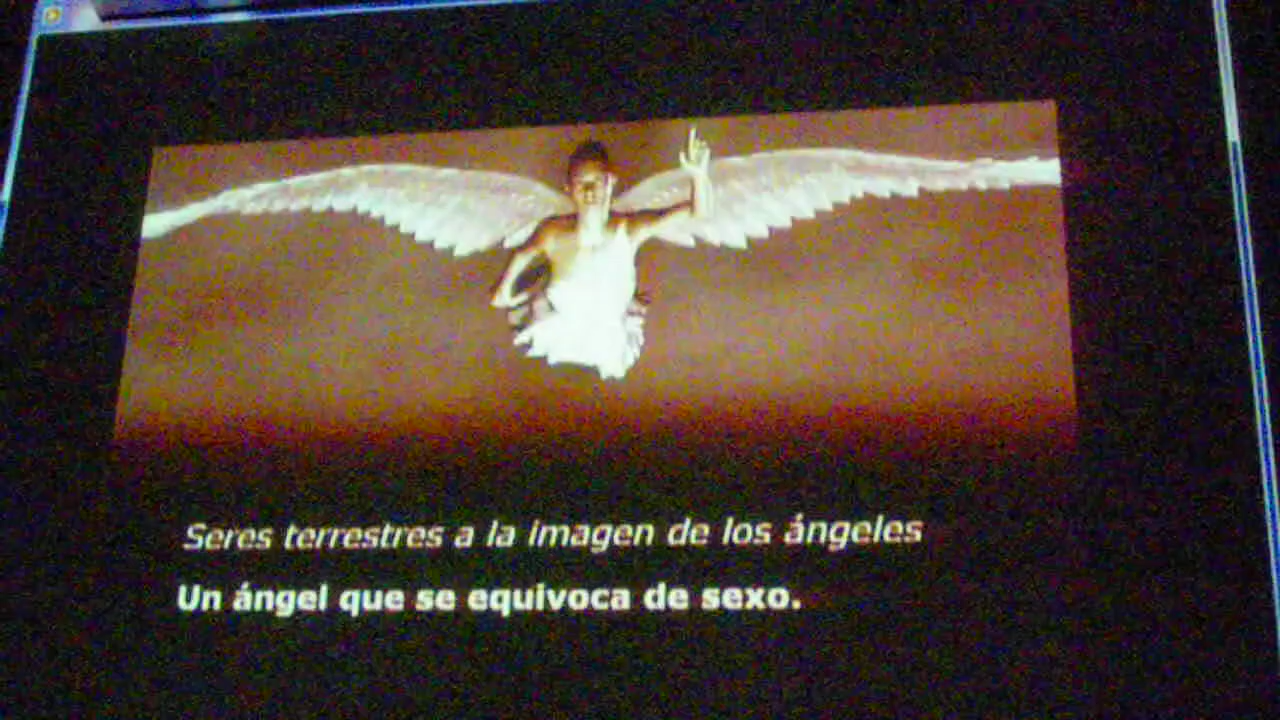 Seres terrestres a la imagen de los ángeles
Un ángel que se equivoca de sexo.